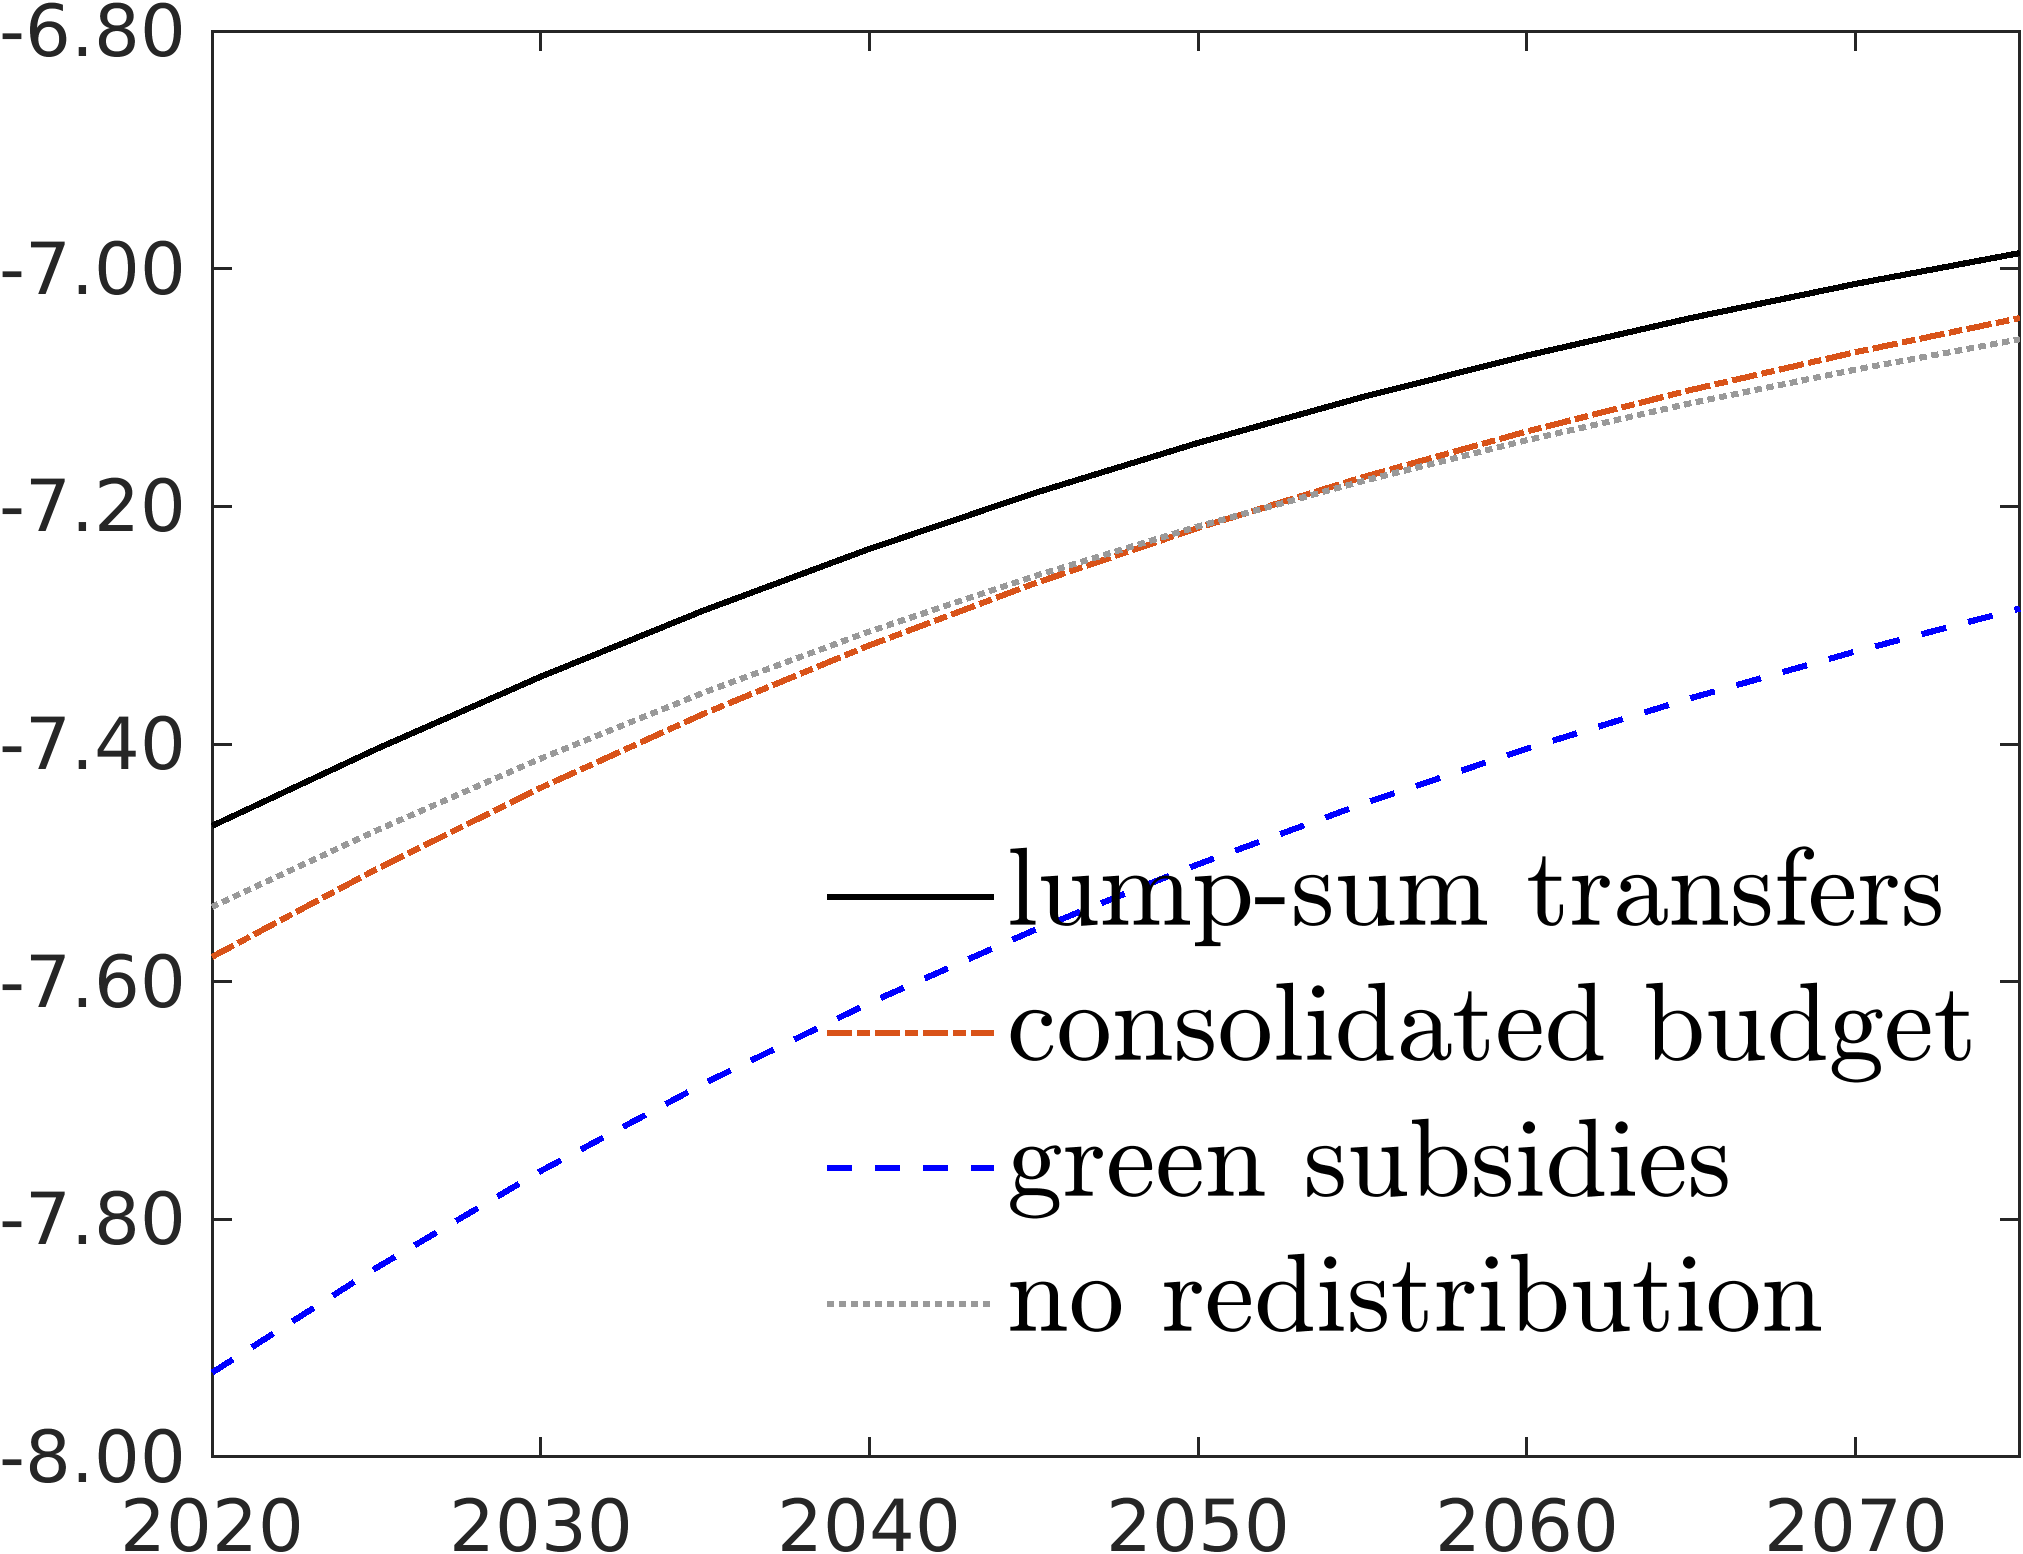 -6.80
-7.00
-7.20
-7.40
-7.60
-7.80
-8.00
lump-sum transfers
consolidated budget
green subsidies
no redistribution
2020 2030 2040 2050 2060 2070